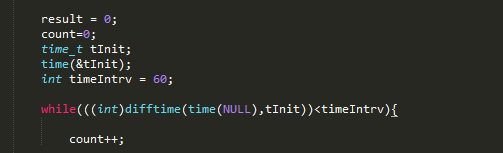 result = 0;
count=0;
time_t tInit;
time(&tInit);
int timeIntrv = 60;
while(((int)difftime(time(NULL),tInit))<timeIntrv){
count++;